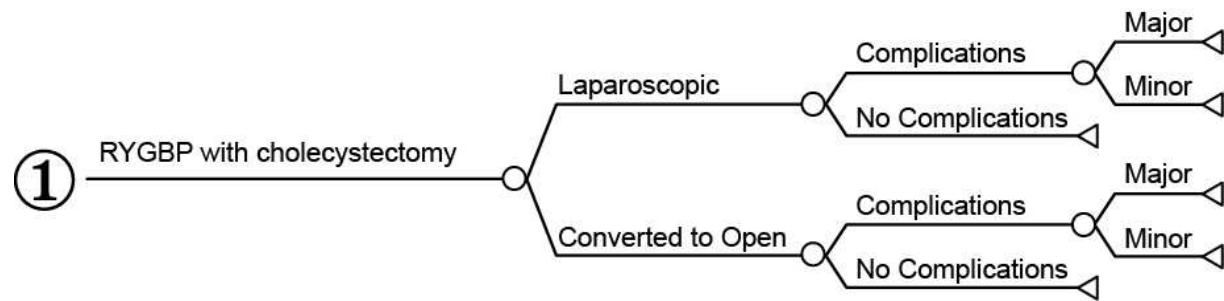 Major
Complications
Minor
Laparoscopic
No Complications
① RYGBP with cholecystectomy
Major
Complications
Minor
Converted to Open
No Complications